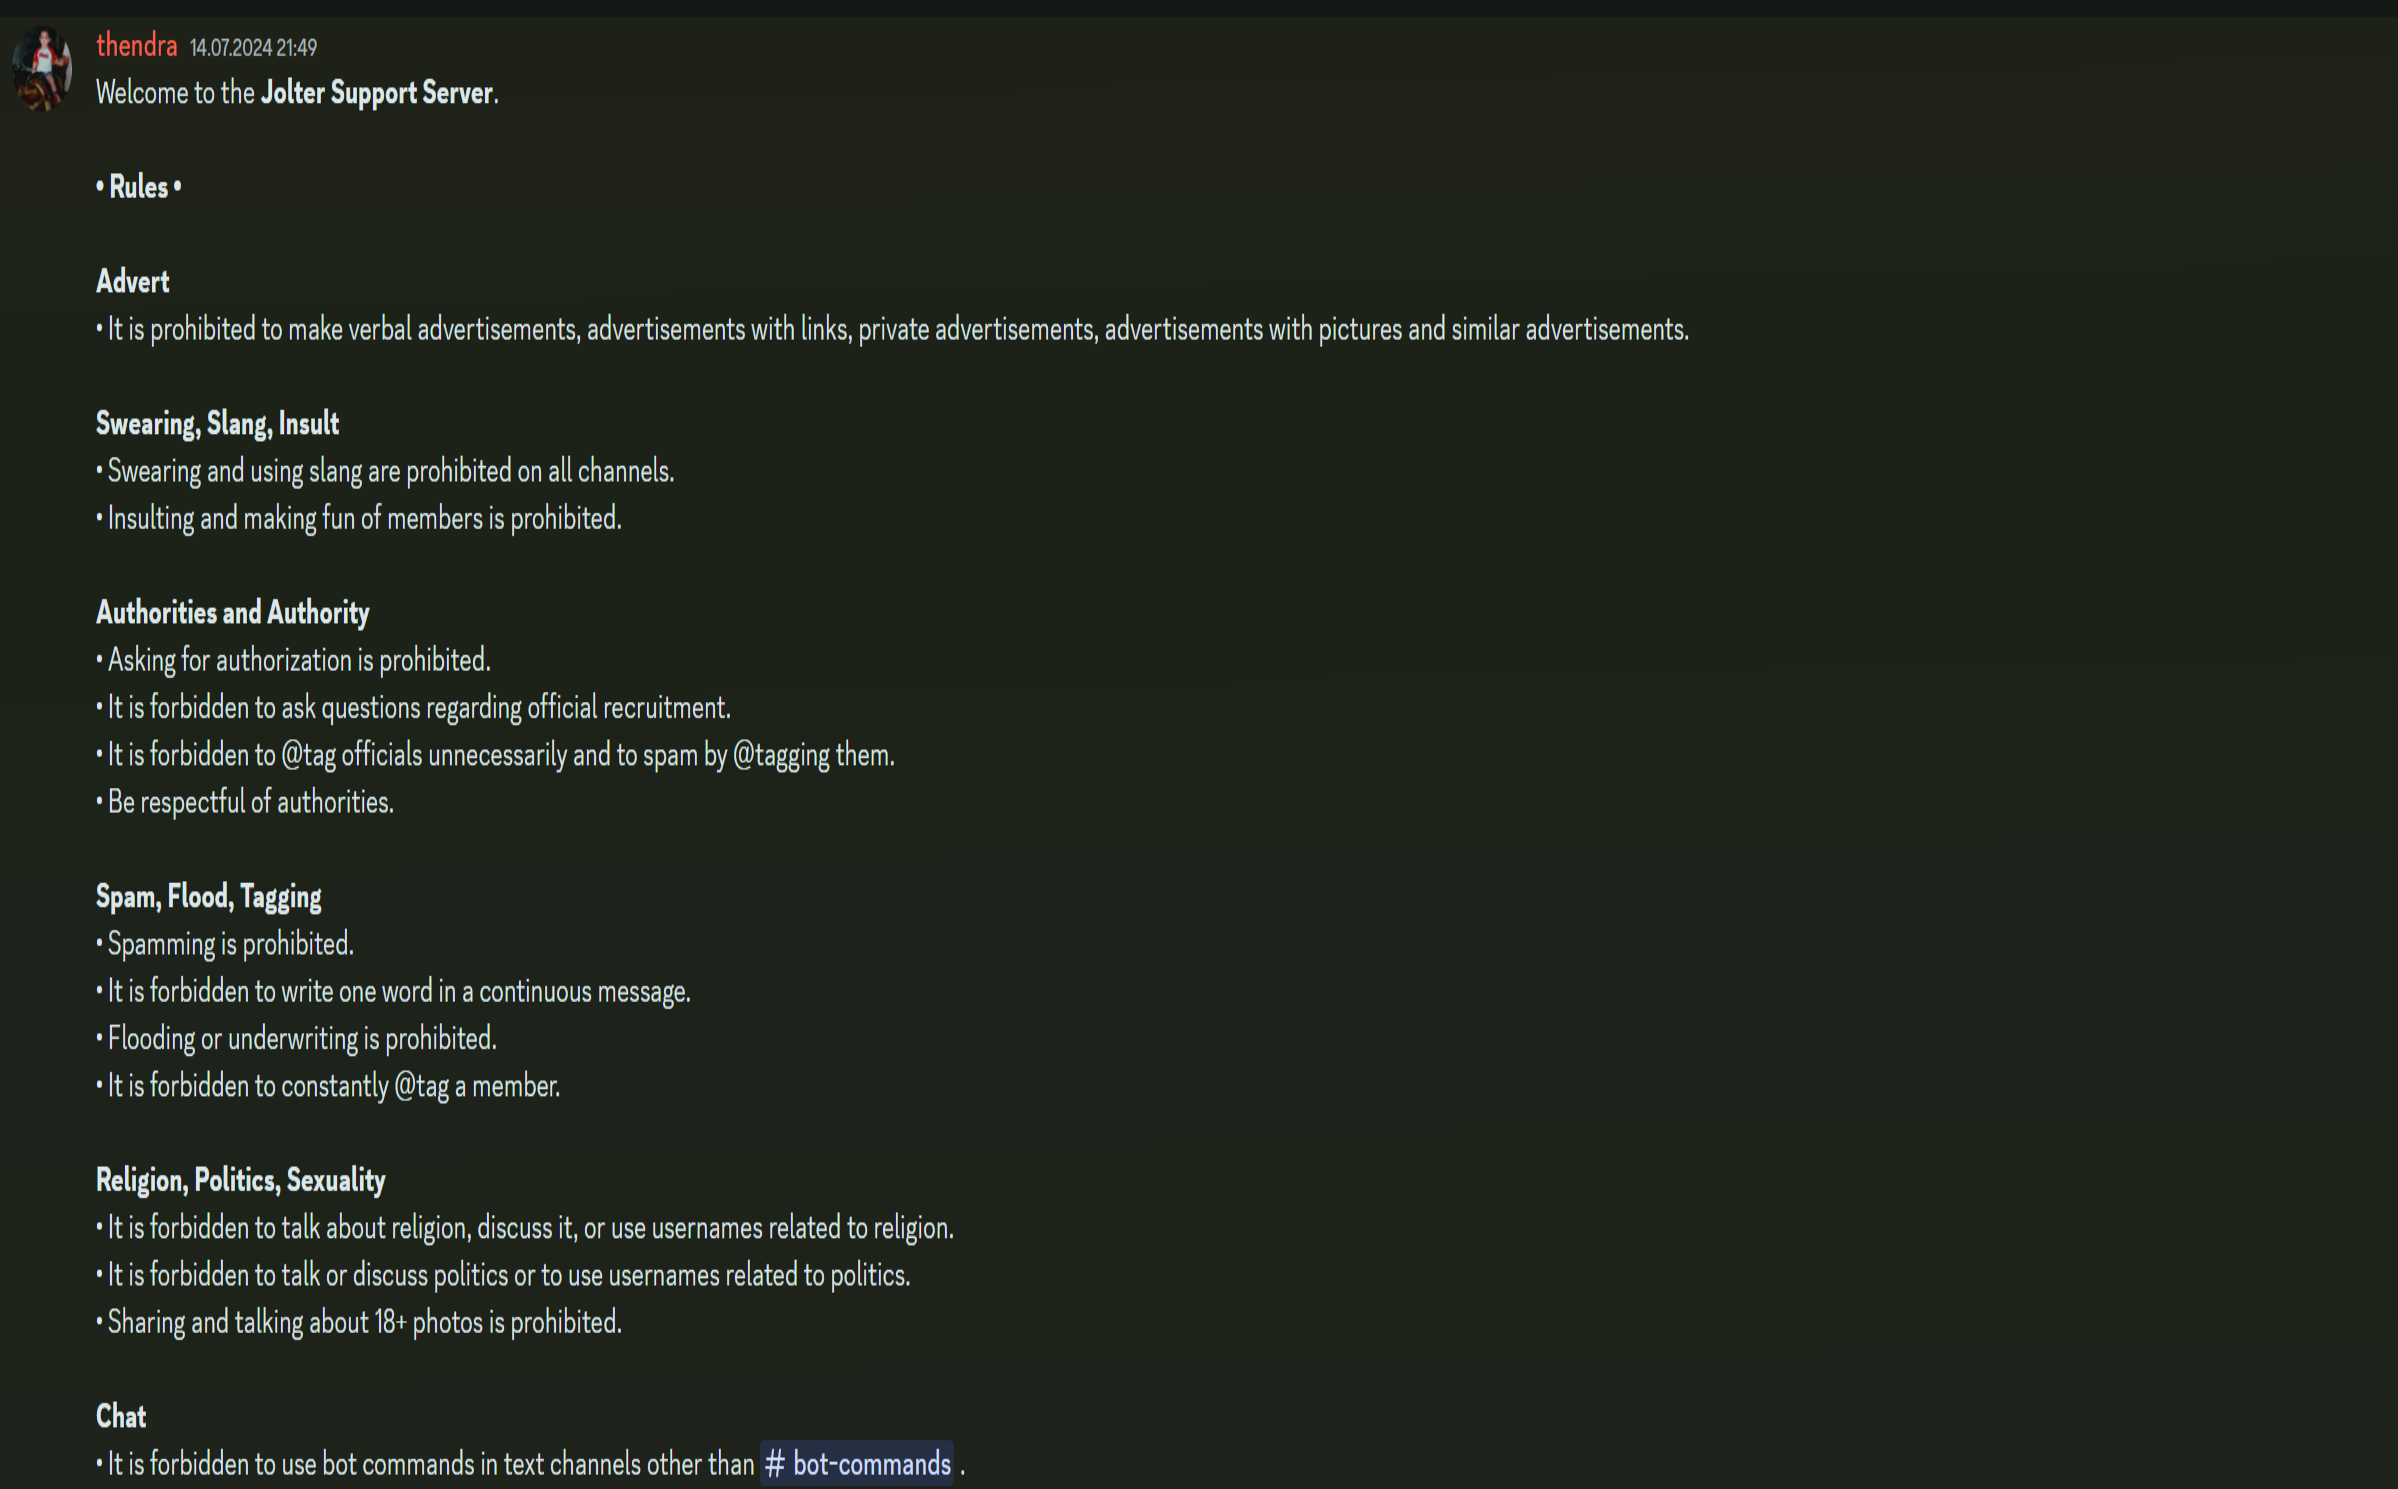 thendra 14.07.2024 21:49
Welcome to the Jolter Support Server.
• Rules •
Advert
• It is prohibited to make verbal advertisements, advertisements with links, private advertisements, advertisements with pictures and similar advertisements.
Swearing, Slang, Insult
• Swearing and using slang are prohibited on all channels.
• Insulting and making fun of members is prohibited.
Authorities and Authority
• Asking for authorization is prohibited.
• It is forbidden to ask questions regarding official recruitment.
• It is forbidden to @tag officials unnecessarily and to spam by @tagging them.
• Be respectful of authorities.
Spam, Flood, Tagging
• Spamming is prohibited.
• It is forbidden to write one word in a continuous message.
• Flooding or underwriting is prohibited.
• It is forbidden to constantly @tag a member.
Religion, Politics, Sexuality
• It is forbidden to talk about religion, discuss it, or use usernames related to religion.
• It is forbidden to talk or discuss politics or to use usernames related to politics.
• Sharing and talking about 18+ photos is prohibited.
Chat
• It is forbidden to use bot commands in text channels other than # bot-commands .